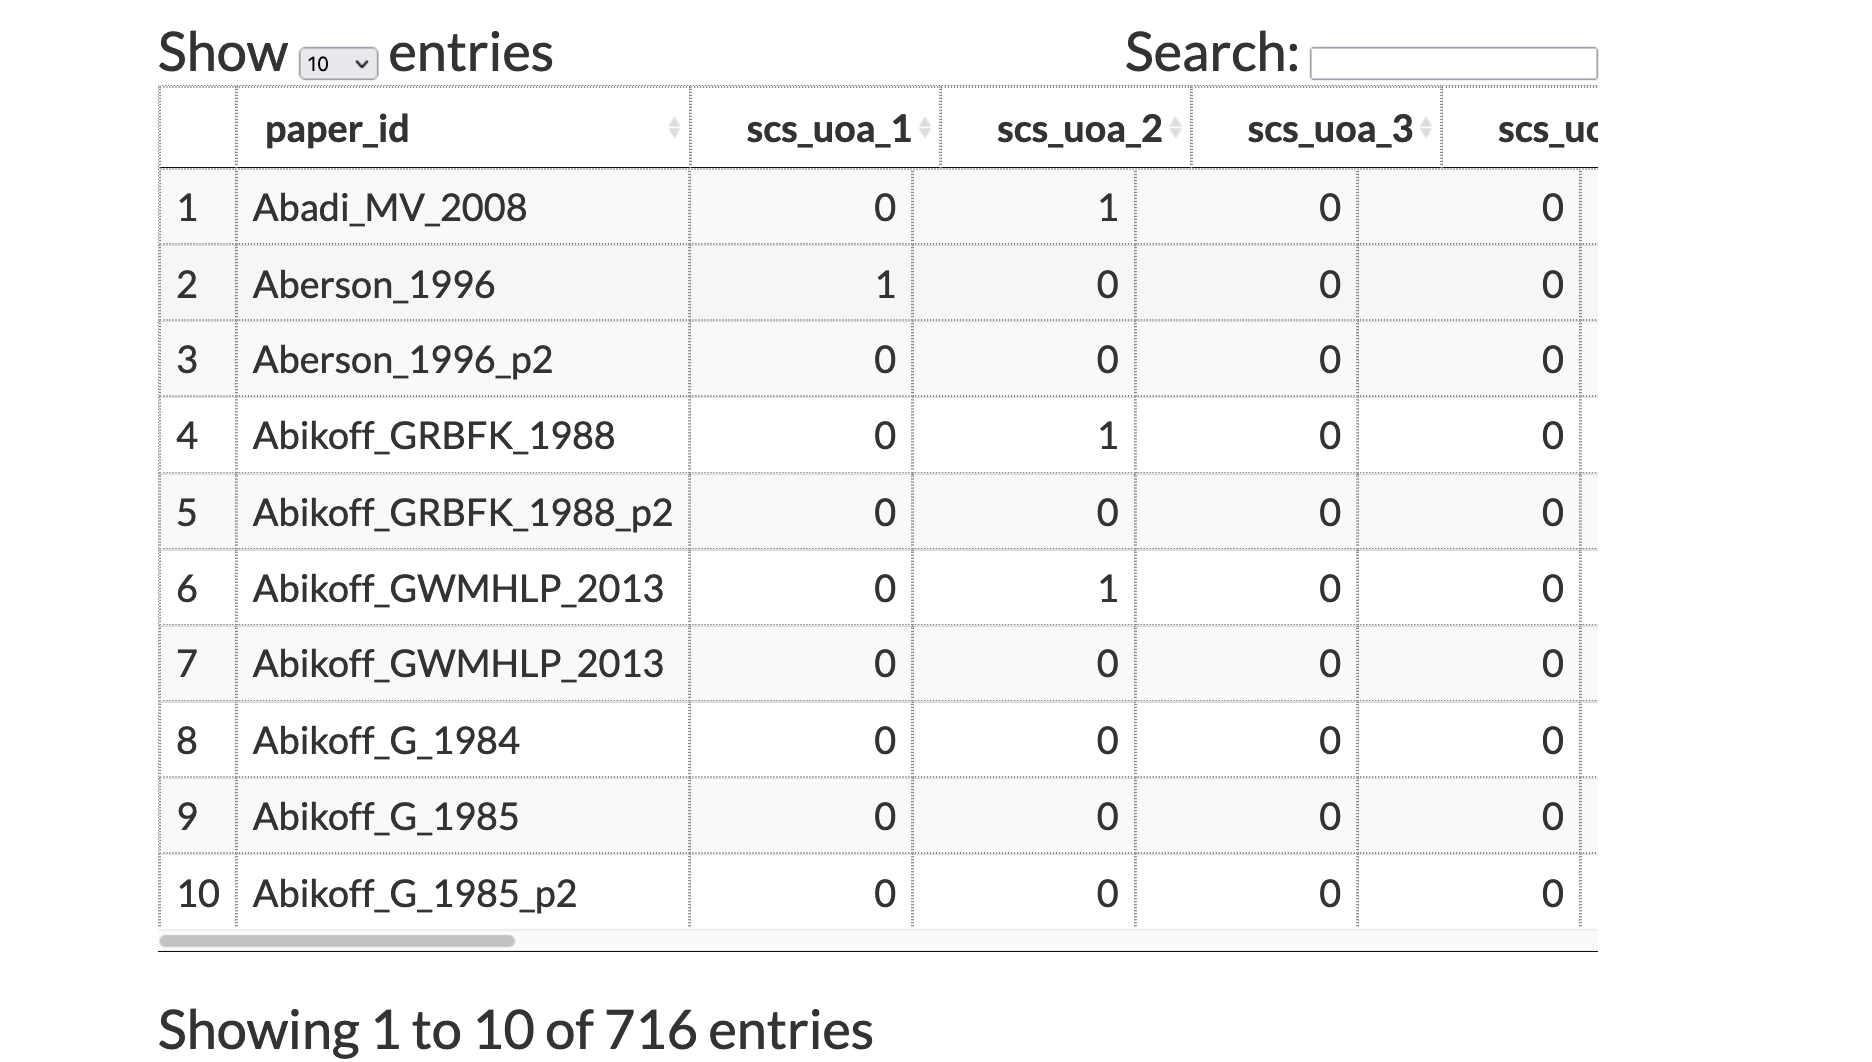 Show 10 entries Search:
paper_id scs_uoa_1 scs_uoa_2 scs_uoa_3 scs_uo
1 Abadi_MV_2008 0 1 0 0
2 Aberson_1996 1 0 0 0
3 Aberson_1996_p2 0 0 0 0
4 Abikoff_GRBFK_1988 0 1 0 0
5 Abikoff_GRBFK_1988_p2 0 0 0 0
6 Abikoff_GWMHLP_2013 0 1 0 0
7 Abikoff_GWMHLP_2013 0 0 0 0
8 Abikoff_G_1984 0 0 0 0
9 Abikoff_G_1985 0 0 0 0
10 Abikoff_G_1985_p2 0 0 0 0
Showing 1 to 10 of 716 entries